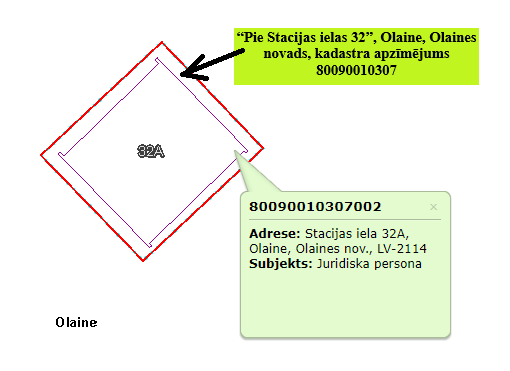 “Pie Stacijas ielas 32”, Olaine, Olaines
novads, kadastra apzīmējums
80090010307
32A
80090010307002 ×
Adrese: Stacijas iela 32A,
Olaine, Olaines nov., LV-2114
Subjekts: Juridiska persona
Olaine